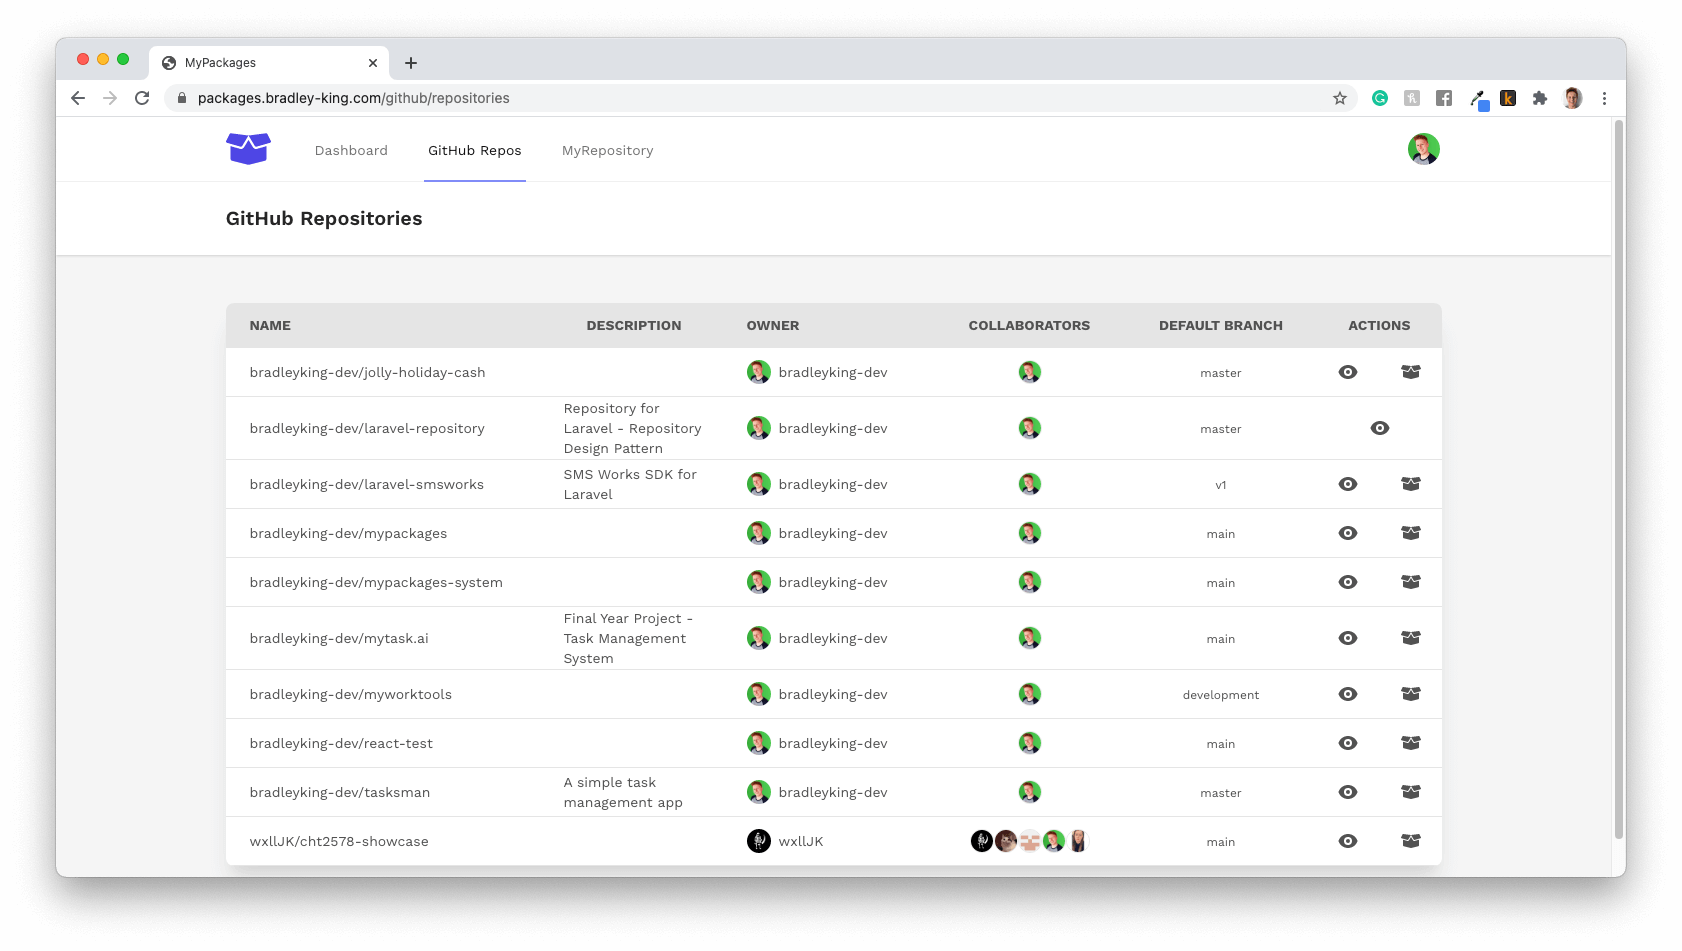 MyPackages
packages.bradley-king.com/github/repositories
Dashboard
GitHub Repos
MyRepository
GitHub Repositories
NAME DESCRIPTION OWNER COLLABORATORS DEFAULT BRANCH ACTIONS
bradleyking-dev/jolly-holiday-cash bradleyking-dev master
bradleyking-dev/laravel-repository
Repository for
Laravel - Repository
Design Pattern
bradleyking-dev master
bradleyking-dev/laravel-smsworks
SMS Works SDK for
Laravel
bradleyking-dev v1
bradleyking-dev/mypackages bradleyking-dev main
bradleyking-dev/mypackages-system bradleyking-dev main
bradleyking-dev/mytask.ai
Final Year Project -
Task Management
System
bradleyking-dev main
bradleyking-dev/myworktools bradleyking-dev development
bradleyking-dev/react-test bradleyking-dev main
bradleyking-dev/tasksman
A simple task
management app
bradleyking-dev master
wxllJK/cht2578-showcase wxllJK main